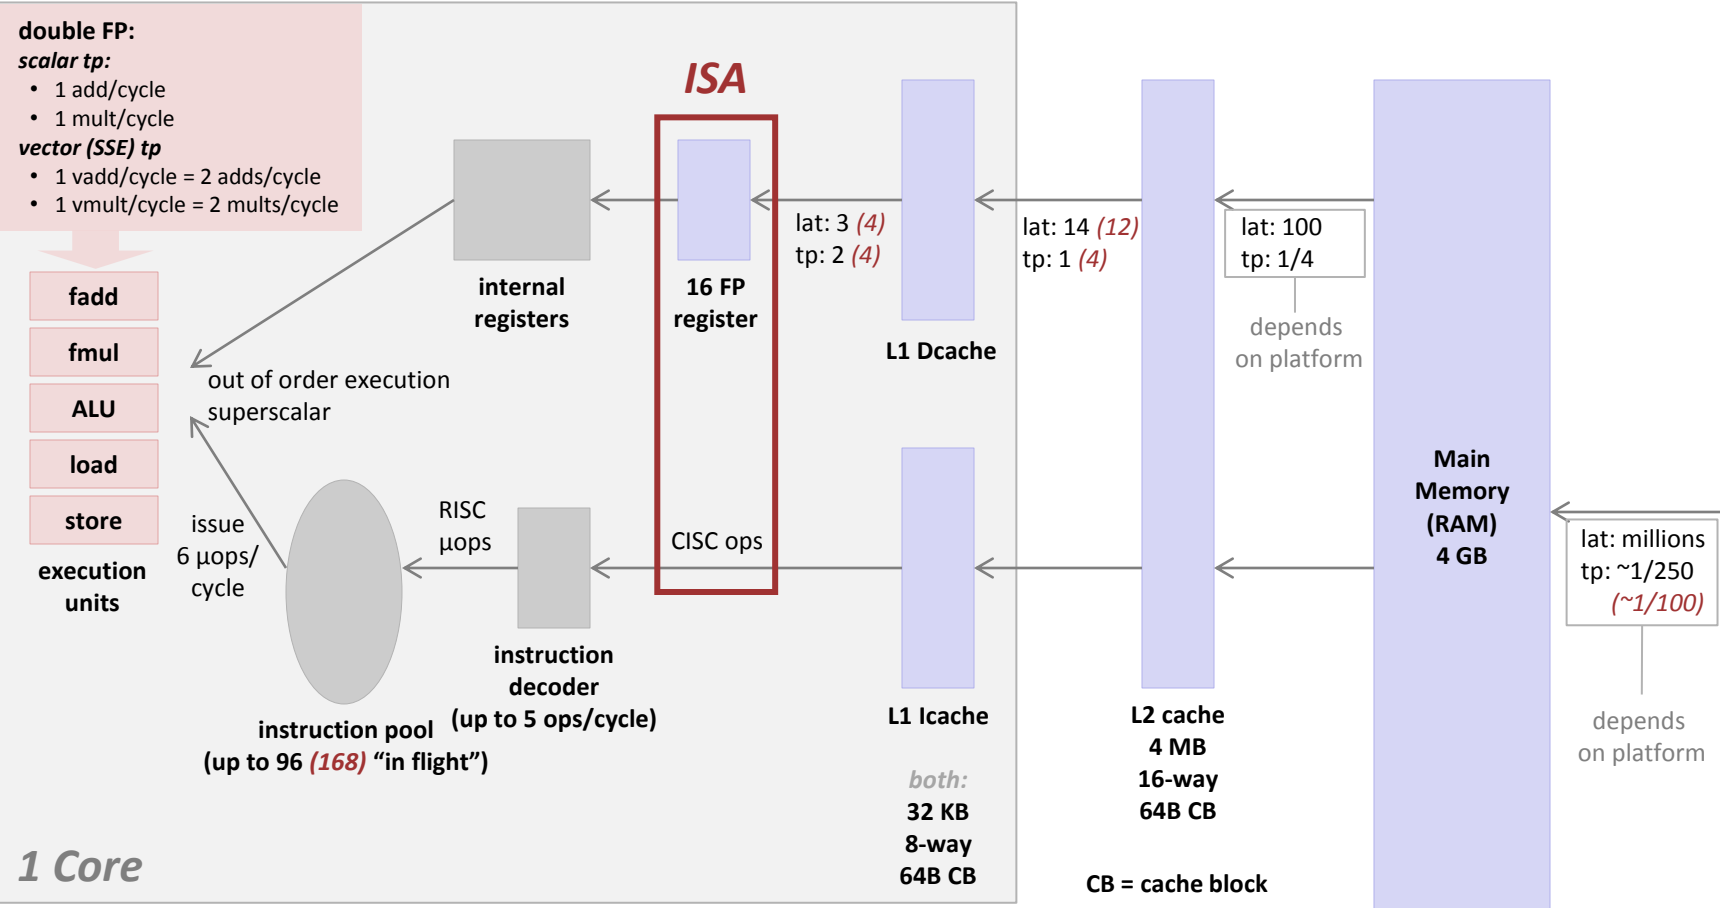 double FP:
scalar tp:
• 1 add/cycle
• 1 mult/cycle
vector (SSE) tp
• 1 vadd/cycle = 2 adds/cycle
• 1 vmult/cycle = 2 mults/cycle
fadd
fmul
ALU
load
store
execution
units
ISA
internal
registers
16 FP
register
lat: 3 (4)
tp: 2 (4)
L1 Dcache
lat: 14 (12)
tp: 1 (4)
lat: 100
tp: 1/4
depends
on platform
out of order execution
superscalar
issue
6 µops/
cycle
RISC
µops
CISC ops
instruction pool
(up to 96 (168) “in flight”)
instruction
decoder
(up to 5 ops/cycle)
L1 Icache
both:
32 KB
8-way
64B CB
L2 cache
4 MB
16-way
64B CB
CB = cache block
Main
Memory
(RAM)
4 GB
lat: millions
tp: ~1/250
(~1/100)
depends
on platform
1 Core